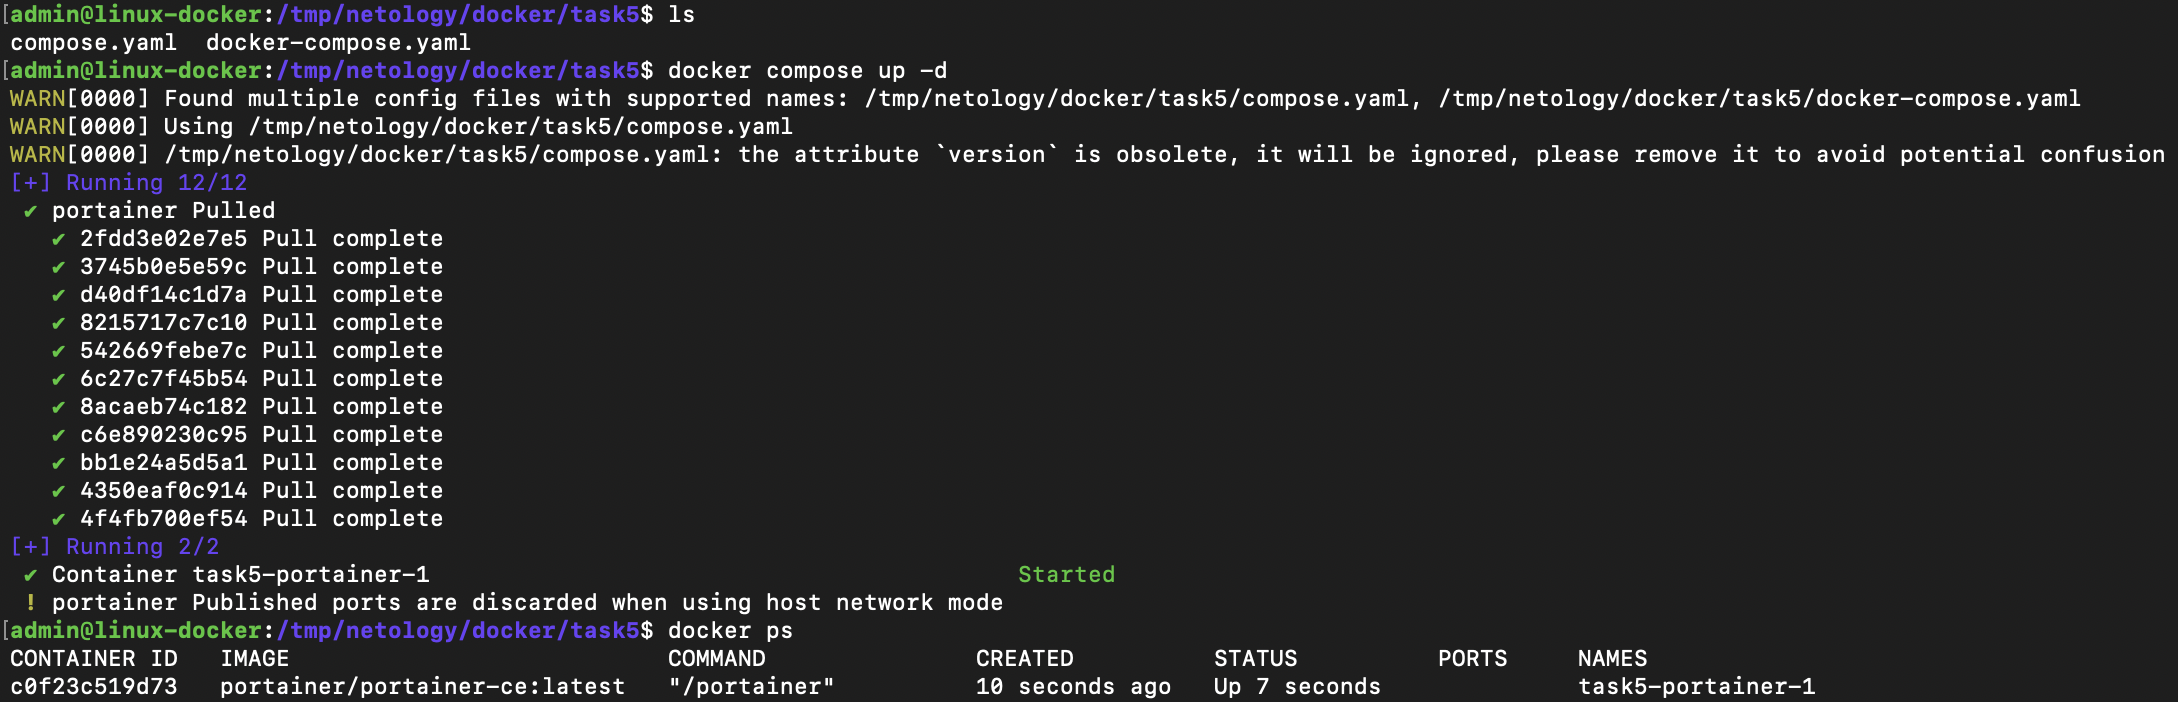 [admin@linux-docker:/tmp/netology/docker/task5$ ls
compose.yaml  docker-compose.yaml
[admin@linux-docker:/tmp/netology/docker/task5$ docker compose up -d
WARN[0000] Found multiple config files with supported names: /tmp/netology/docker/task5/compose.yaml, /tmp/netology/docker/task5/docker-compose.yaml
WARN[0000] Using /tmp/netology/docker/task5/compose.yaml
WARN[0000] /tmp/netology/docker/task5/compose.yaml: the attribute `version` is obsolete, it will be ignored, please remove it to avoid potential confusion
[+] Running 12/12
 ✔ portainer Pulled
   ✔ 2fdd3e02e7e5 Pull complete
   ✔ 3745b0e5e59c Pull complete
   ✔ d40df14c1d7a Pull complete
   ✔ 8215717c7c10 Pull complete
   ✔ 542669febe7c Pull complete
   ✔ 6c27c7f45b54 Pull complete
   ✔ 8acaeb74c182 Pull complete
   ✔ c6e890230c95 Pull complete
   ✔ bb1e24a5d5a1 Pull complete
   ✔ 4350eaf0c914 Pull complete
   ✔ 4f4fb700ef54 Pull complete
[+] Running 2/2
 ✔ Container task5-portainer-1                                          Started
 ! portainer Published ports are discarded when using host network mode
[admin@linux-docker:/tmp/netology/docker/task5$ docker ps
CONTAINER ID   IMAGE                           COMMAND               CREATED          STATUS          PORTS     NAMES
c0f23c519d73   portainer/portainer-ce:latest   "/portainer"          10 seconds ago   Up 7 seconds              task5-portainer-1